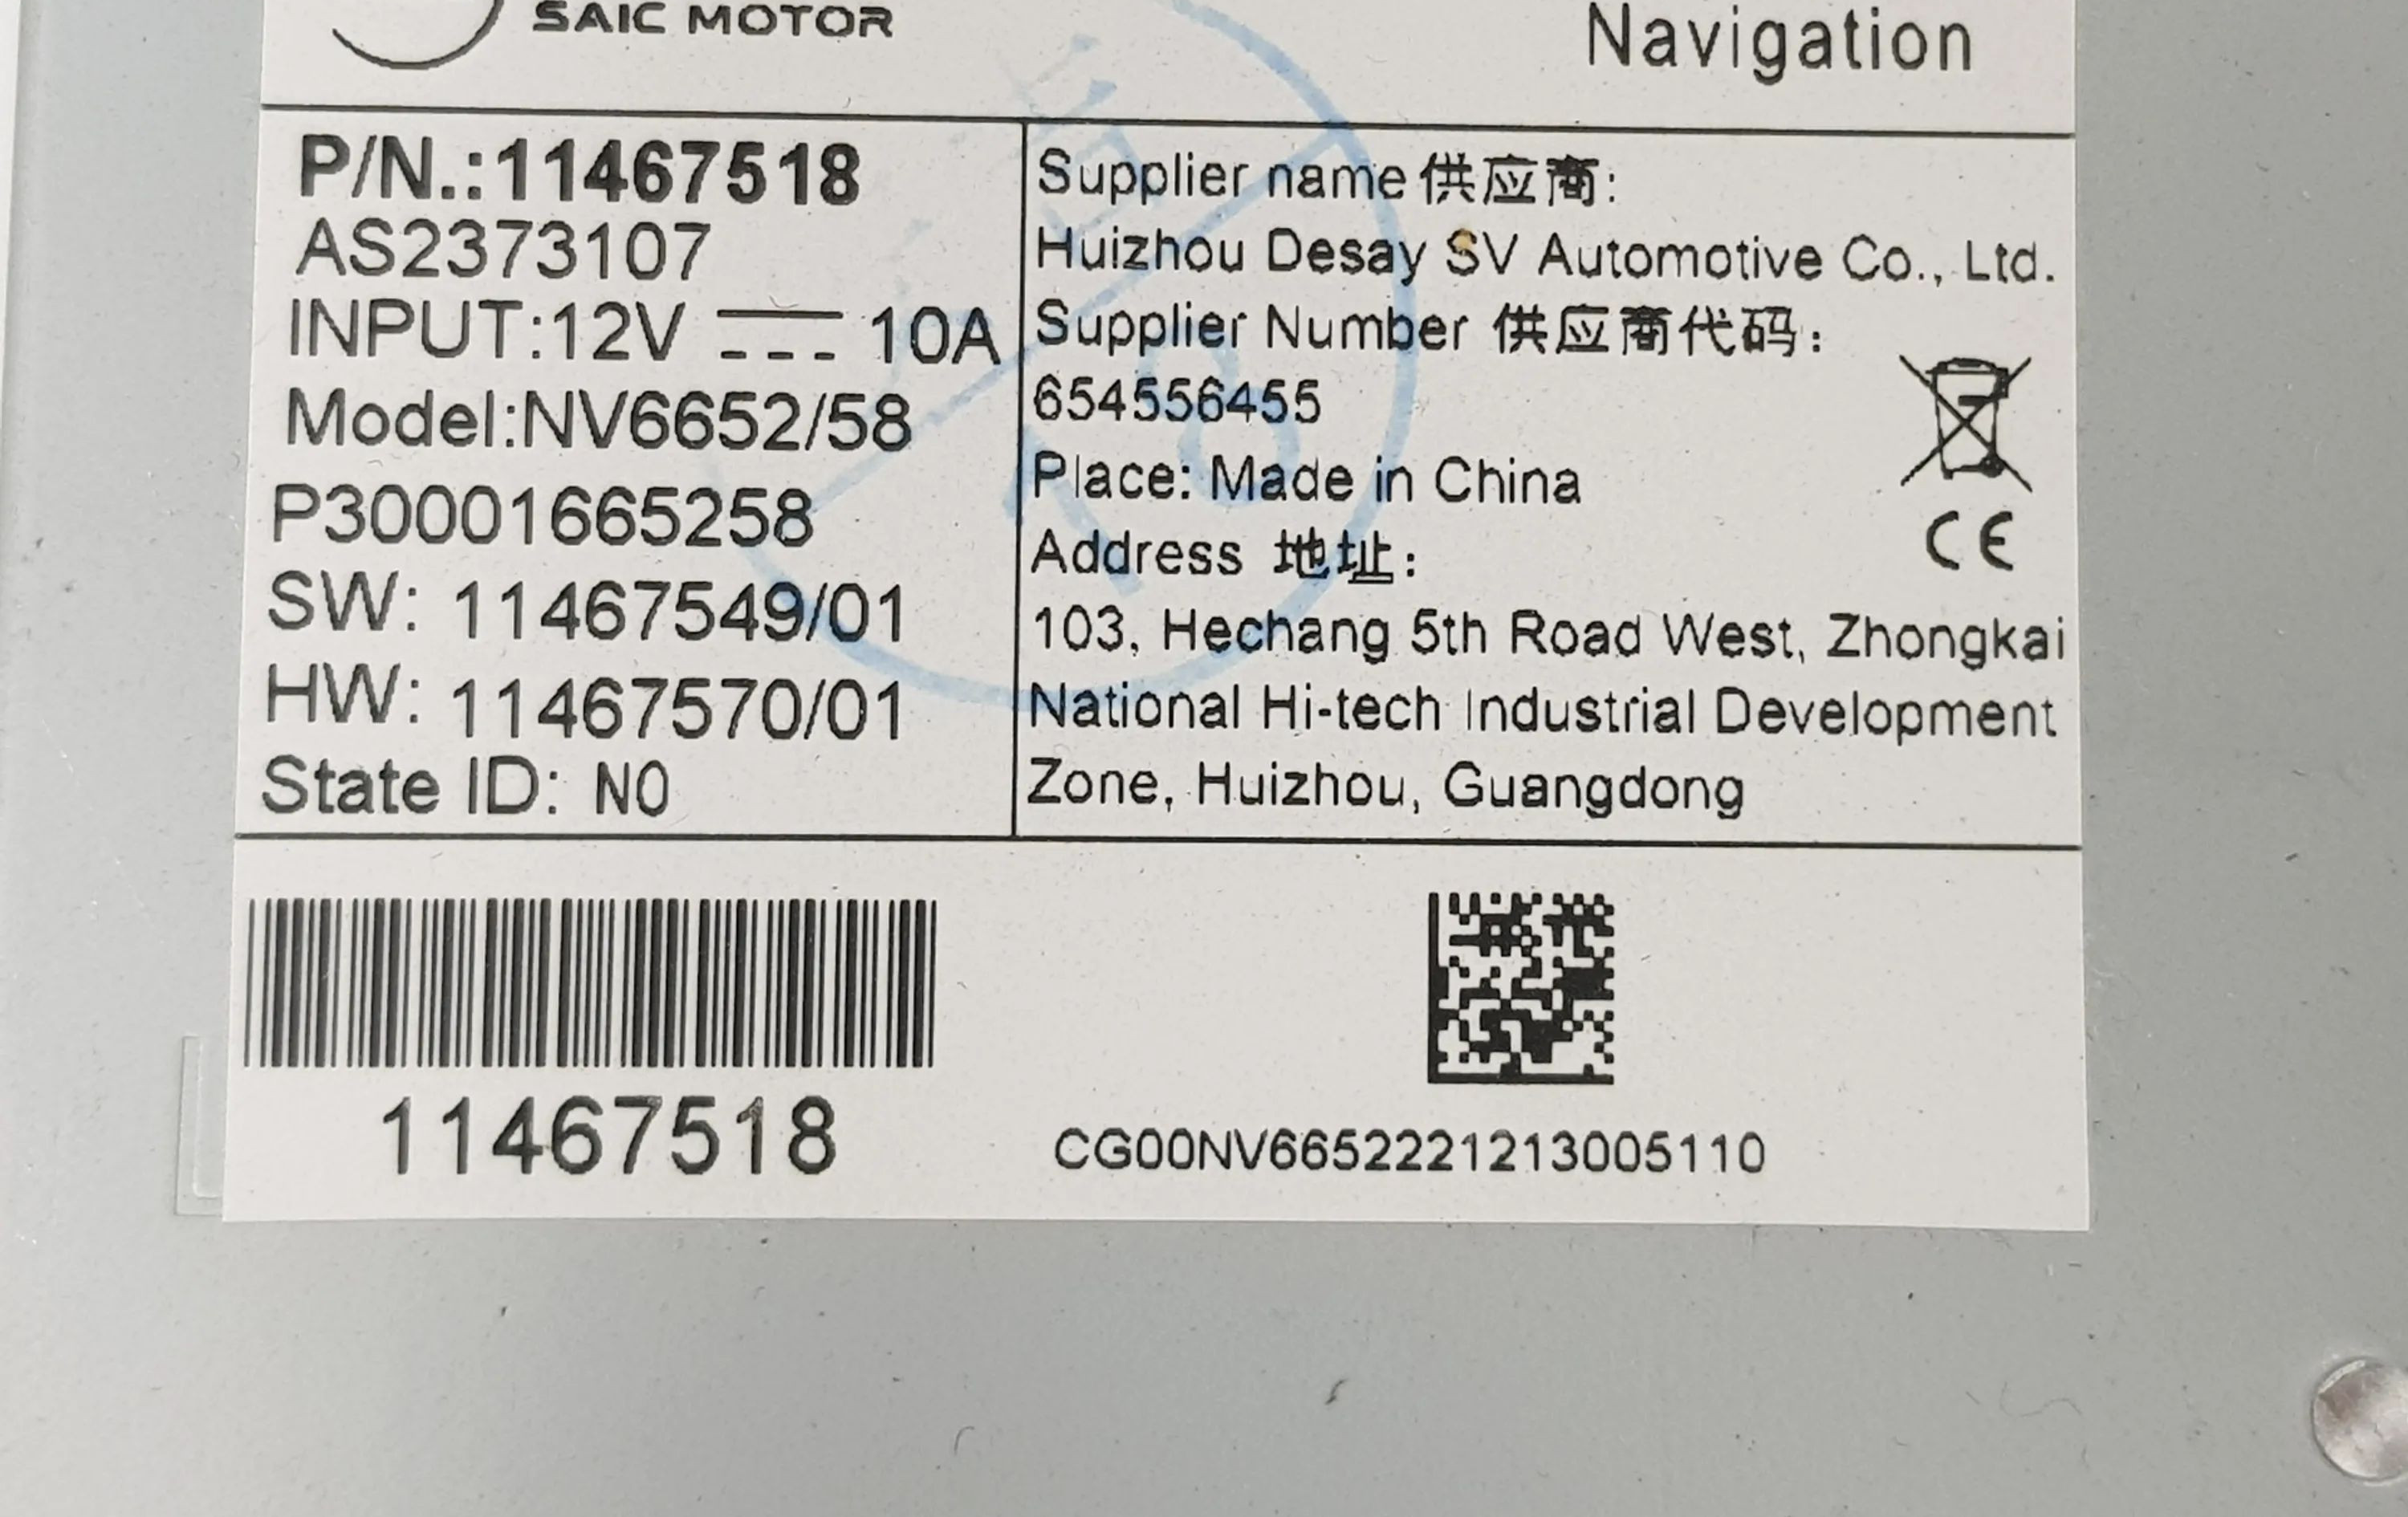 SAIC MOTOR
Navigation
P/N.:11467518
AS2373107
INPUT:12V 10A
Model:NV6652/58
P30001665258
SW: 11467549/01
HW: 11467570/01
State ID: N0
Supplier name 供应商:
Huizhou Desay SV Automotive Co., Ltd.
Supplier Number 供应商代码:
654556455
Place: Made in China
Address 地址:
103, Hechang 5th Road West, Zhongkai
National Hi-tech Industrial Development
Zone, Huizhou, Guangdong
CE
11467518
CG00NV6652221213005110